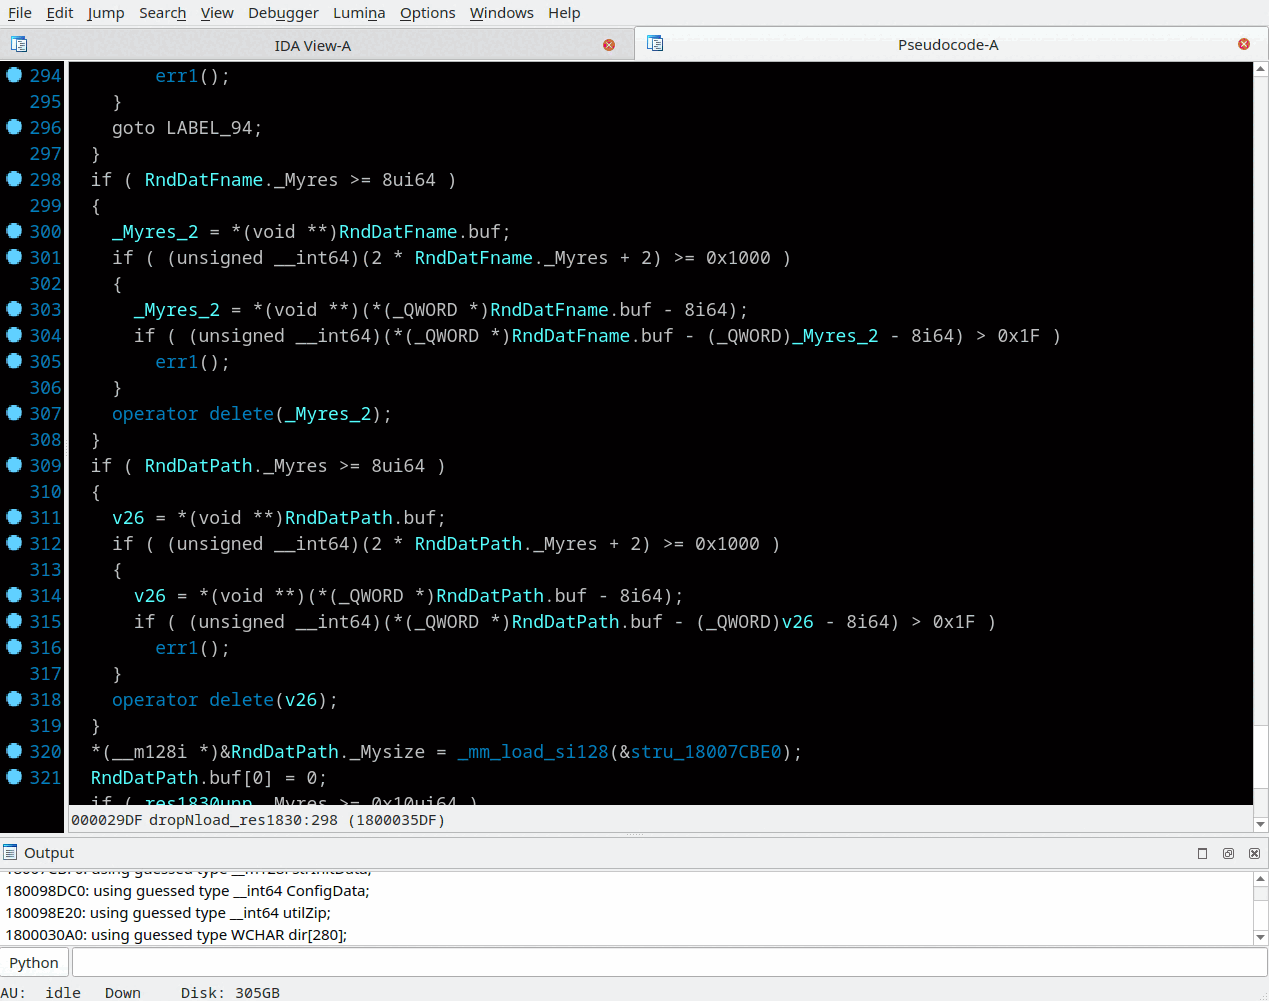 File Edit Jump Search View Debugger Lumina Options Windows Help
IDA View-A Pseudocode-A
294 err1();
295 }
296 goto LABEL_94;
297 }
298 if ( RndDatFname._Myres >= 8ui64 )
299 {
300 _Myres_2 = *(void **)RndDatFname.buf;
301 if ( (unsigned __int64)(2 * RndDatFname._Myres + 2) >= 0x1000 )
302 {
303 _Myres_2 = *(void **)(*(_QWORD *)RndDatFname.buf - 8i64);
304 if ( (unsigned __int64)(*(_QWORD *)RndDatFname.buf - (_QWORD)_Myres_2 - 8i64) > 0x1F )
305 err1();
306 }
307 operator delete(_Myres_2);
308 }
309 if ( RndDatPath._Myres >= 8ui64 )
310 {
311 v26 = *(void **)RndDatPath.buf;
312 if ( (unsigned __int64)(2 * RndDatPath._Myres + 2) >= 0x1000 )
313 {
314 v26 = *(void **)(*(_QWORD *)RndDatPath.buf - 8i64);
315 if ( (unsigned __int64)(*(_QWORD *)RndDatPath.buf - (_QWORD)v26 - 8i64) > 0x1F )
316 err1();
317 }
318 operator delete(v26);
319 }
320 *(__m128i *)&RndDatPath._Mysize = _mm_load_si128(&stru_18007CBE0);
321 RndDatPath.buf[0] = 0;
if ( res1830unp._Myres >= 0x10ui64 )
000029DF dropNload_res1830:298 (1800035DF)
Output
using guessed type __m128i
180098DC0: using guessed type __int64 ConfigData;
180098E20: using guessed type __int64 utilZip;
1800030A0: using guessed type WCHAR dir[280];
Python
AU: idle Down Disk: 305GB